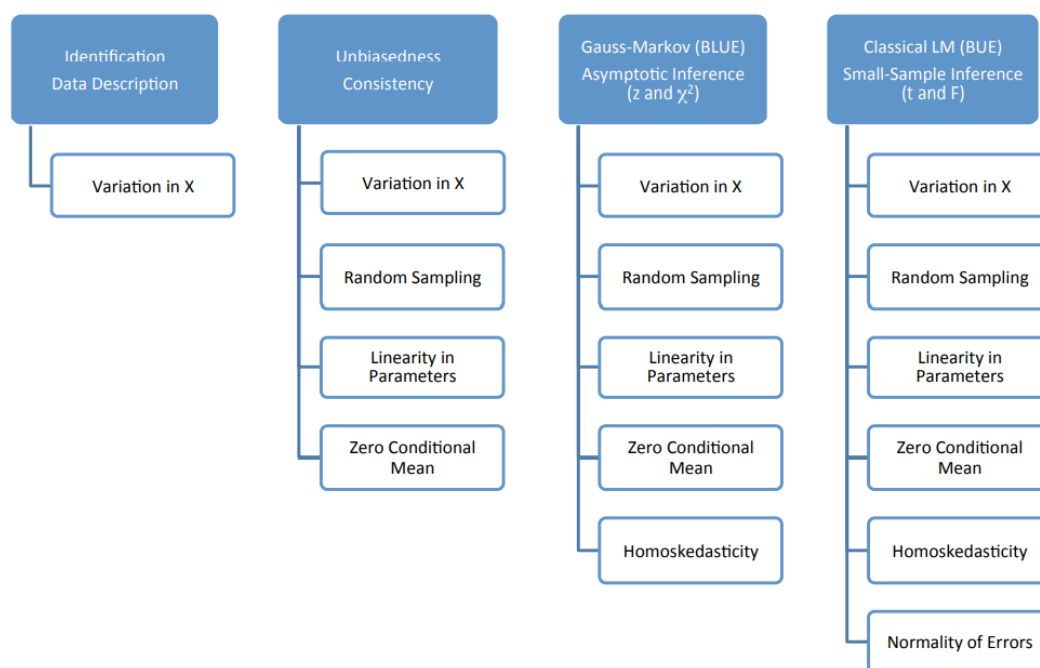 Identification
Data Description
Variation in X
Unbiasedness
Consistency
Variation in X
Random Sampling
Linearity in
Parameters
Zero Conditional
Mean
Gauss-Markov (BLUE)
Asymptotic Inference
(z and χ²)
Variation in X
Random Sampling
Linearity in
Parameters
Zero Conditional
Mean
Homoskedasticity
Classical LM (BUE)
Small-Sample Inference
(t and F)
Variation in X
Random Sampling
Linearity in
Parameters
Zero Conditional
Mean
Homoskedasticity
Normality of Errors